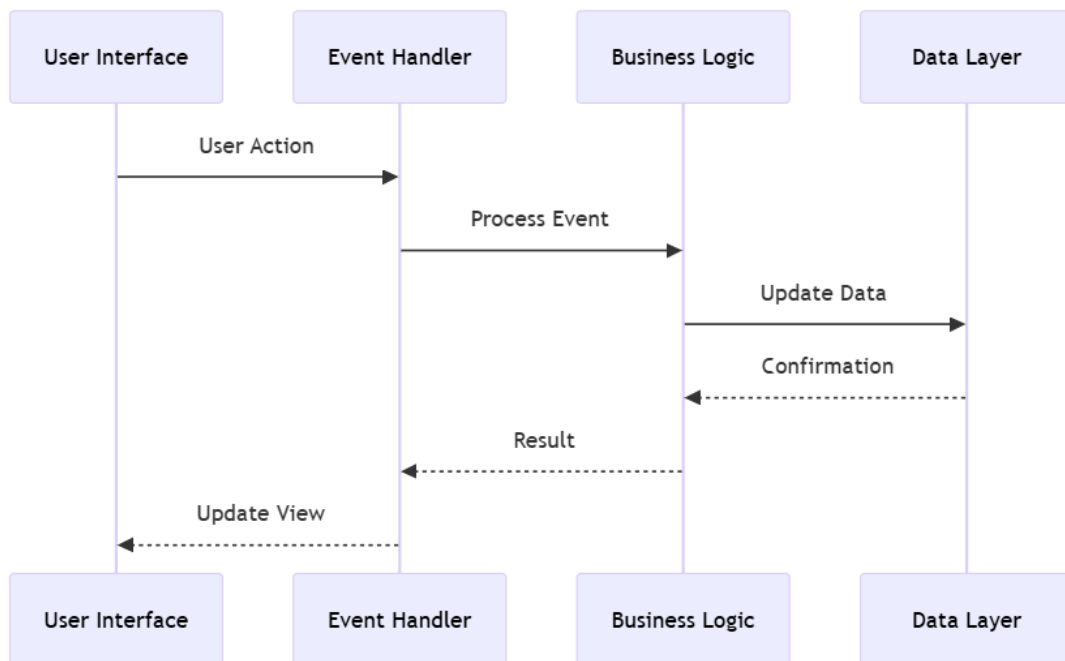 User Interface
Event Handler
Business Logic
Data Layer
User Action
Process Event
Update Data
Confirmation
Result
Update View
User Interface
Event Handler
Business Logic
Data Layer